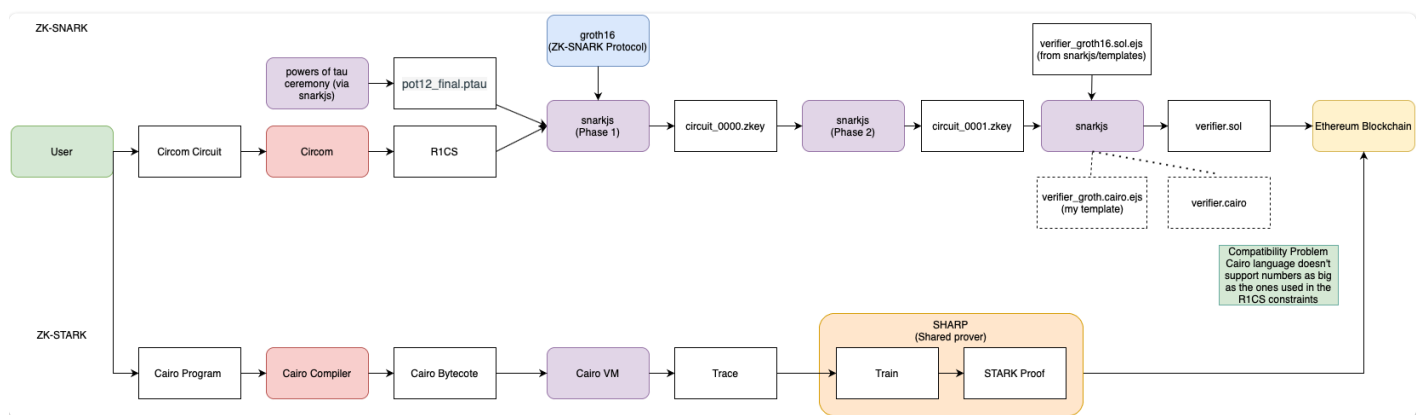 ZK-SNARK
groth16
(ZK-SNARK Protocol)
verifier_groth16.sol.ejs
(from snarkjs/templates)
powers of tau
ceremony (via
snarkjs)
pot12_final.ptau
snarkjs
(Phase 1)
circuit_0000.zkey
snarkjs
(Phase 2)
circuit_0001.zkey
snarkjs
verifier.sol
Ethereum Blockchain
User
Circom Circuit
Circom
R1CS
verifier_groth.cairo.ejs
(my template)
verifier.cairo
Compatibility Problem
Cairo language doesn't
support numbers as big
as the ones used in the
R1CS constraints
ZK-STARK
SHARP
(Shared prover)
Cairo Program
Cairo Compiler
Cairo Bytecote
Cairo VM
Trace
Train
STARK Proof